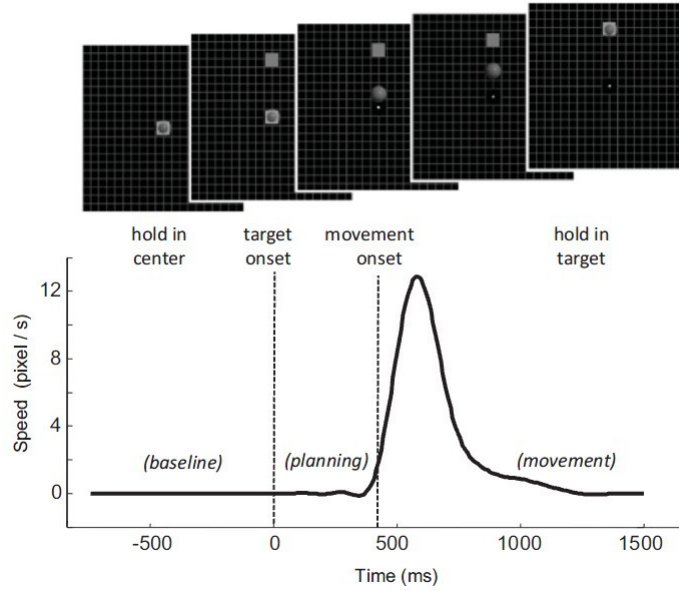 hold in
center
target
onset
movement
onset
hold in
target
12
8
4
0
Speed (pixel / s)
(baseline)
(planning)
(movement)
-500
0
500
1000
1500
Time (ms)